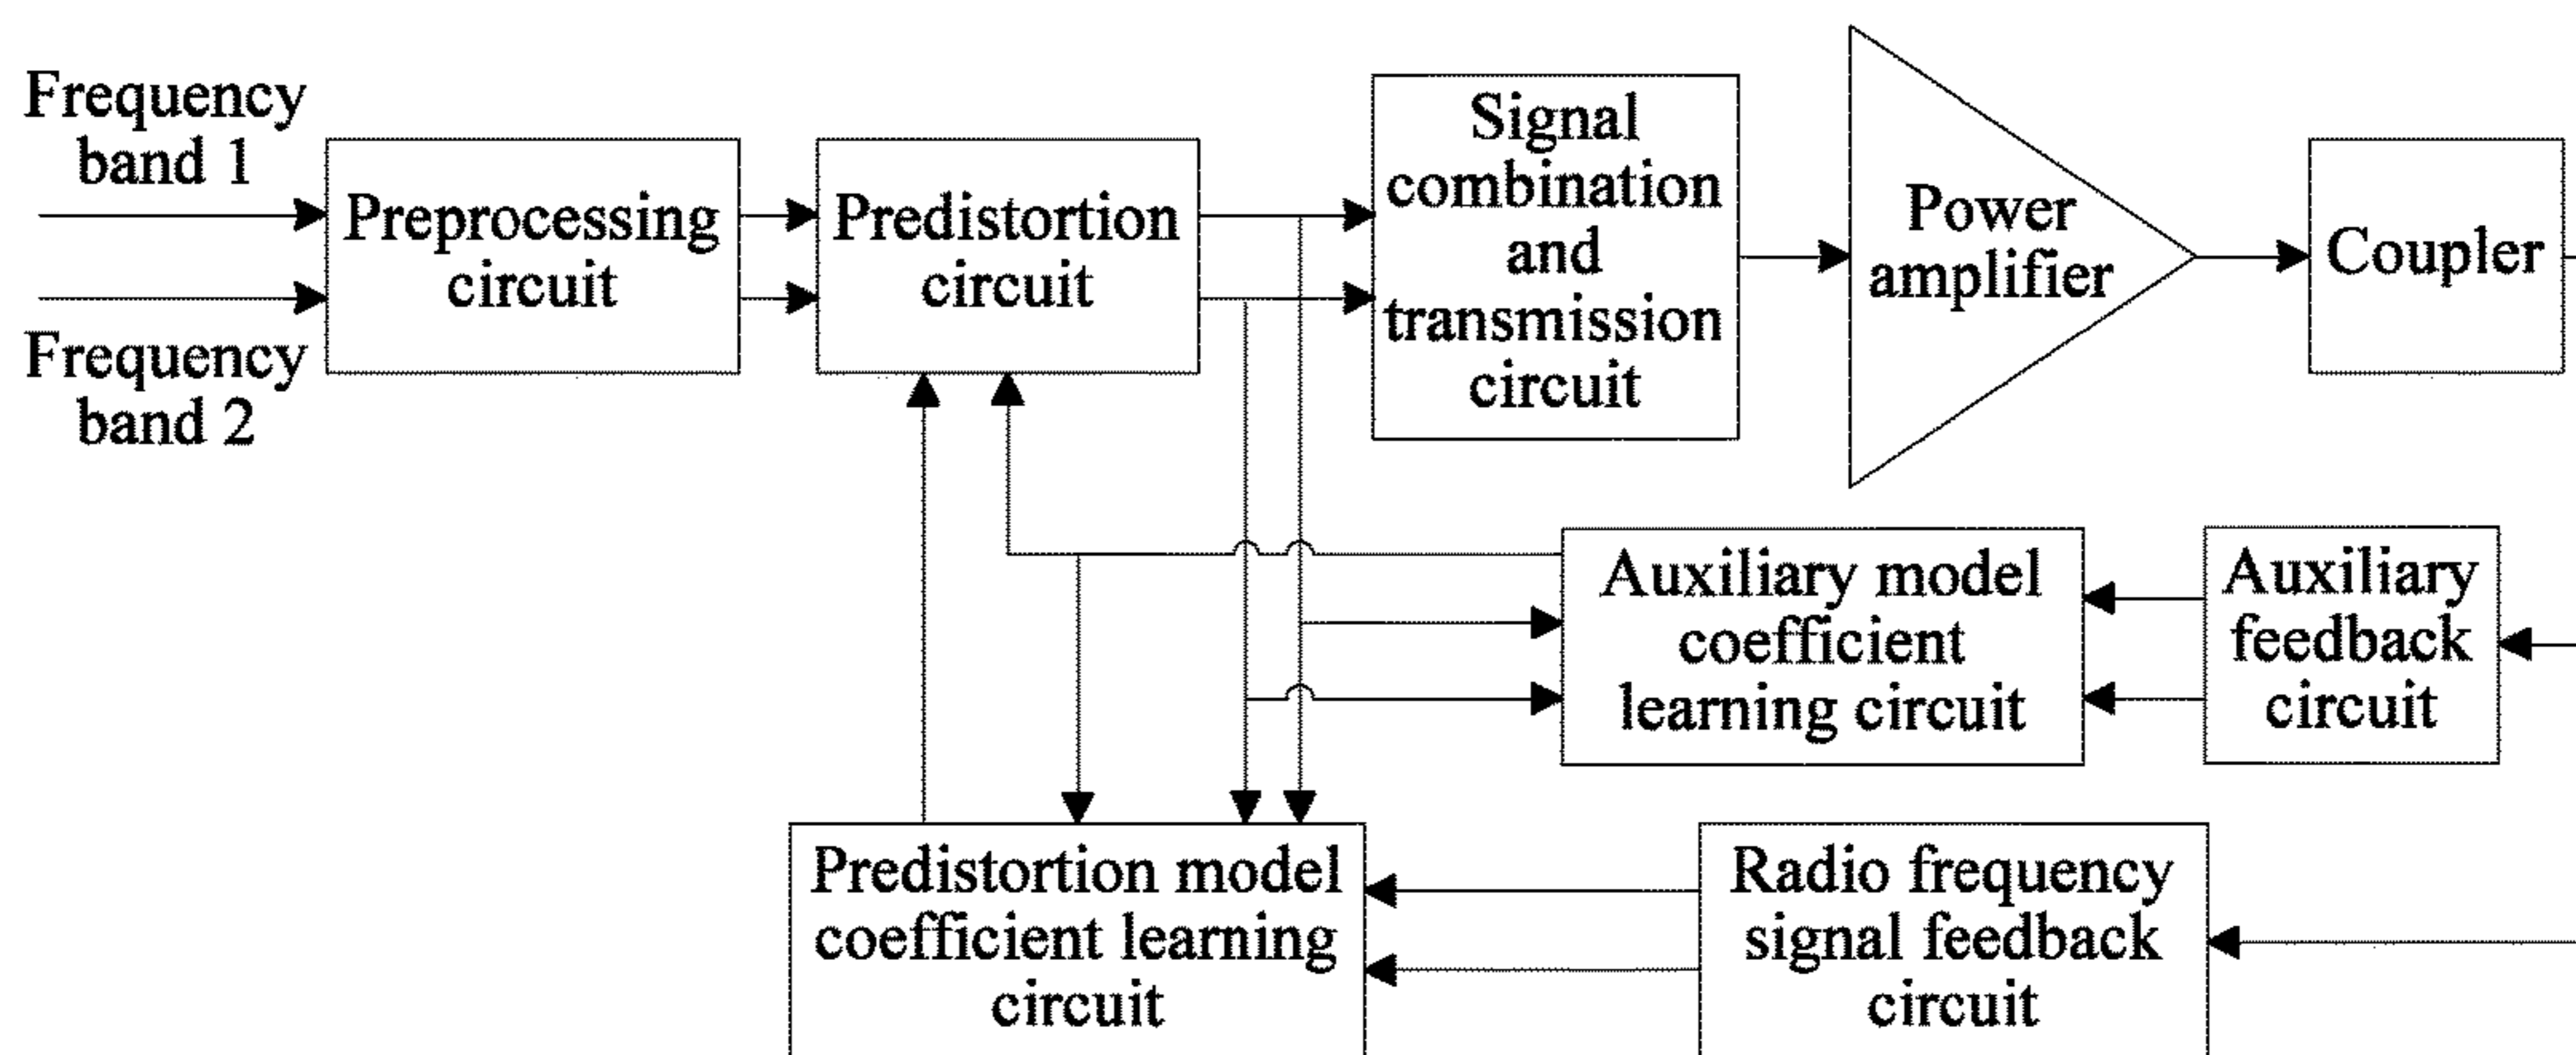 Frequency
band 1
Frequency
band 2
Preprocessing
circuit
Predistortion
circuit
Signal
combination
and
transmission
circuit
Power
amplifier
Coupler
Auxiliary model
coefficient
learning circuit
Auxiliary
feedback
circuit
Predistortion model
coefficient learning
circuit
Radio frequency
signal feedback
circuit